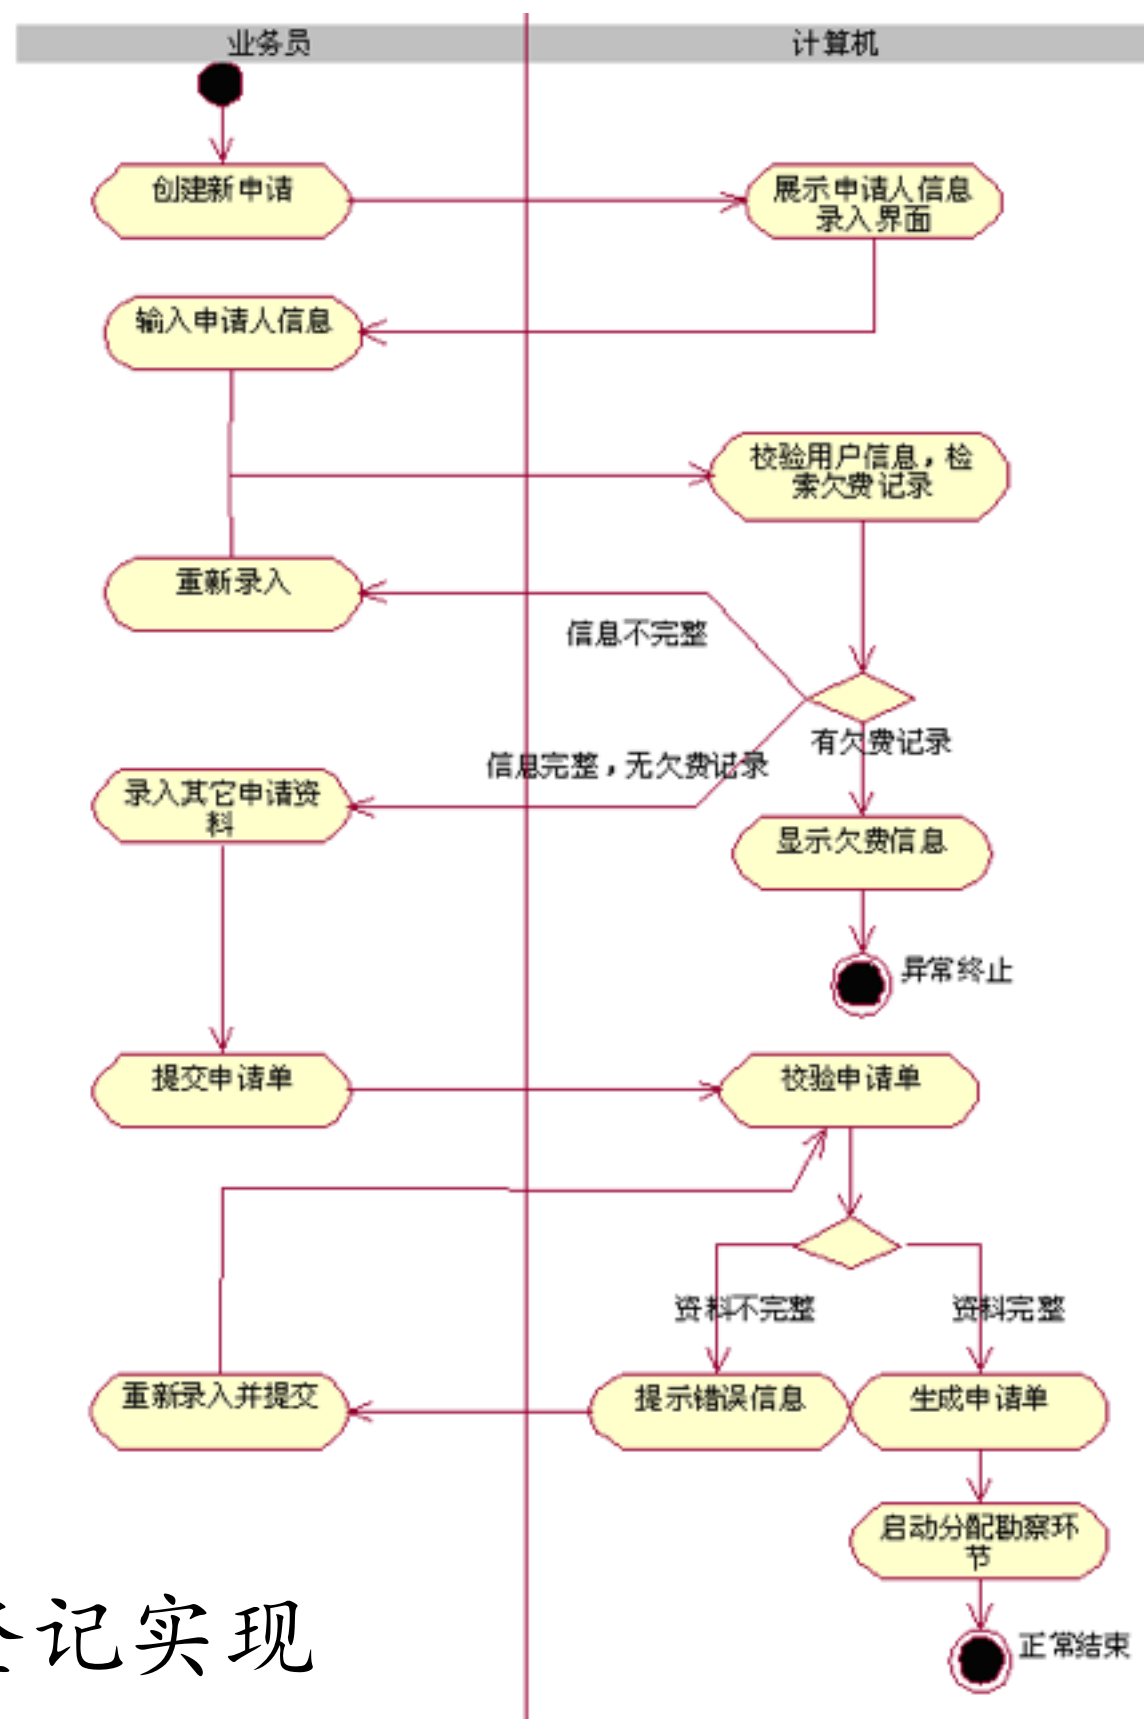 业务员
计算机
创建新申请
展示申请人信息
录入界面
输入申请人信息
校验用户信息，检
索欠费记录
重新录入
信息不完整
有欠费记录
信息完整，无欠费记录
录入其它申请资
料
显示欠费信息
异常终止
提交申请单
校验申请单
资料不完整
资料完整
重新录入并提交
提示错误信息
生成申请单
启动分配勘察环
节
记实现
正常结束